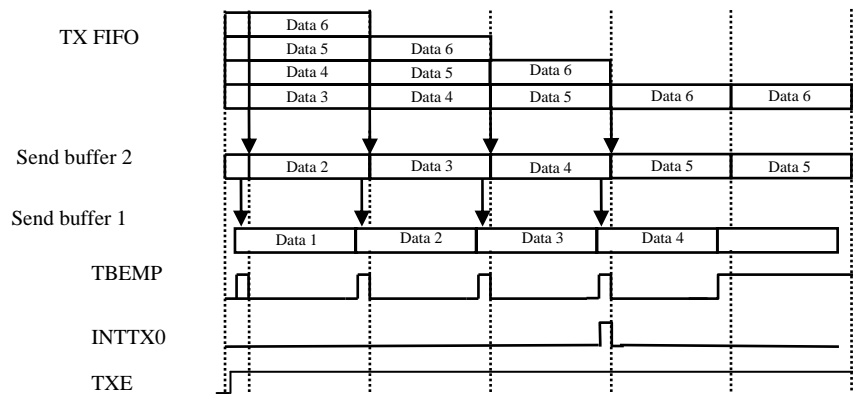 TX FIFO
Data 6
Data 5 Data 6
Data 4 Data 5 Data 6
Data 3 Data 4 Data 5 Data 6 Data 6
Send buffer 2
Data 2 Data 3 Data 4 Data 5 Data 5
Send buffer 1
Data 1 Data 2 Data 3 Data 4
TBEMP
INTTX0
TXE